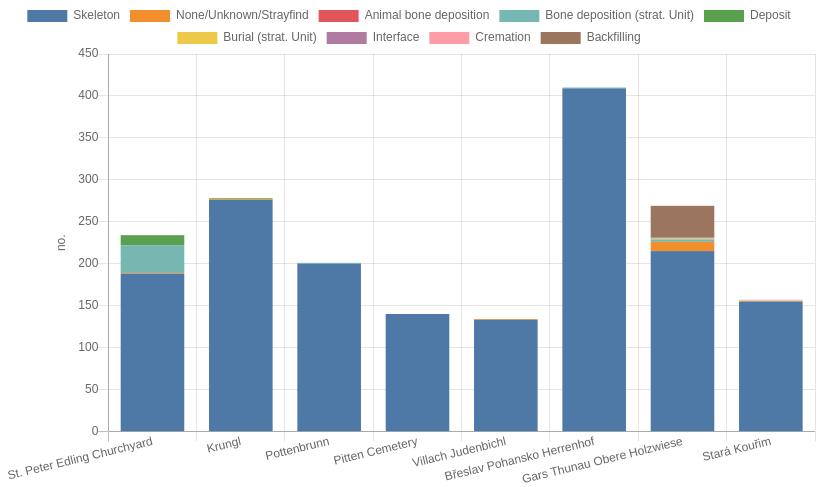 Skeleton None/Unknown/Strayfind Animal bone deposition Bone deposition (strat. Unit) Deposit
Burial (strat. Unit) Interface Cremation Backfilling
450
400
350
300
250
200
150
100
50
0
no.
St. Peter Edling Churchyard
Krungl
Pottenbrunn
Pitten Cemetery
Villach Judenbichl
Břeslav Pohansko Herrenhof
Gars Thunau Obere Holzwiese
Stará Kouřim